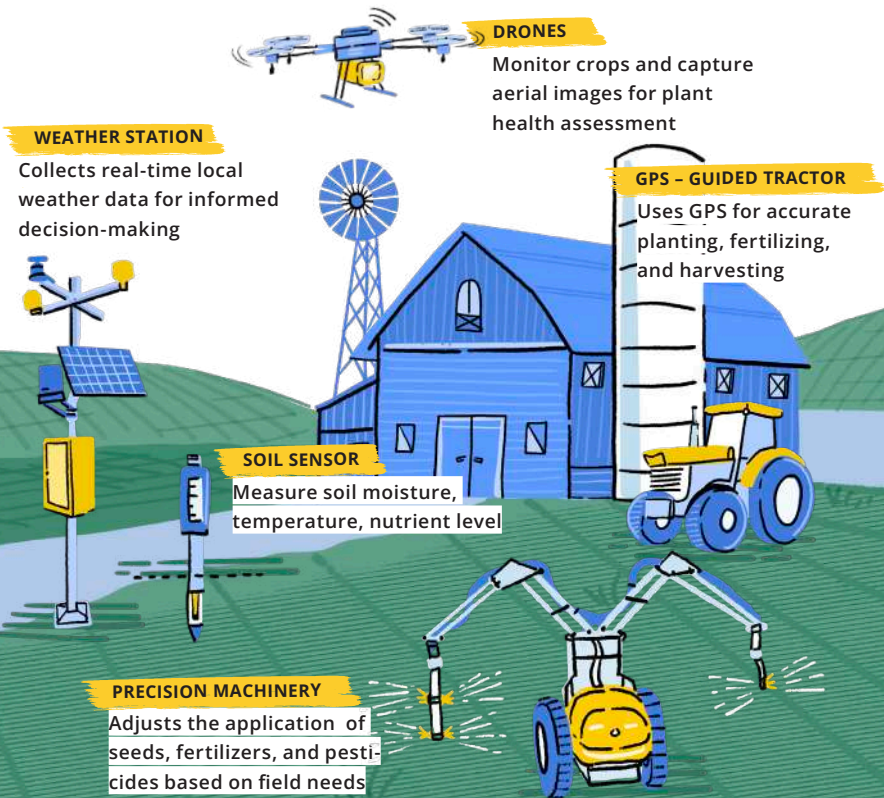 DRONES
Monitor crops and capture
aerial images for plant
health assessment
WEATHER STATION
Collects real-time local
weather data for informed
decision-making
GPS – GUIDED TRACTOR
Uses GPS for accurate
planting, fertilizing,
and harvesting
SOIL SENSOR
Measure soil moisture,
temperature, nutrient level
PRECISION MACHINERY
Adjusts the application of
seeds, fertilizers, and pesti-
cides based on field needs